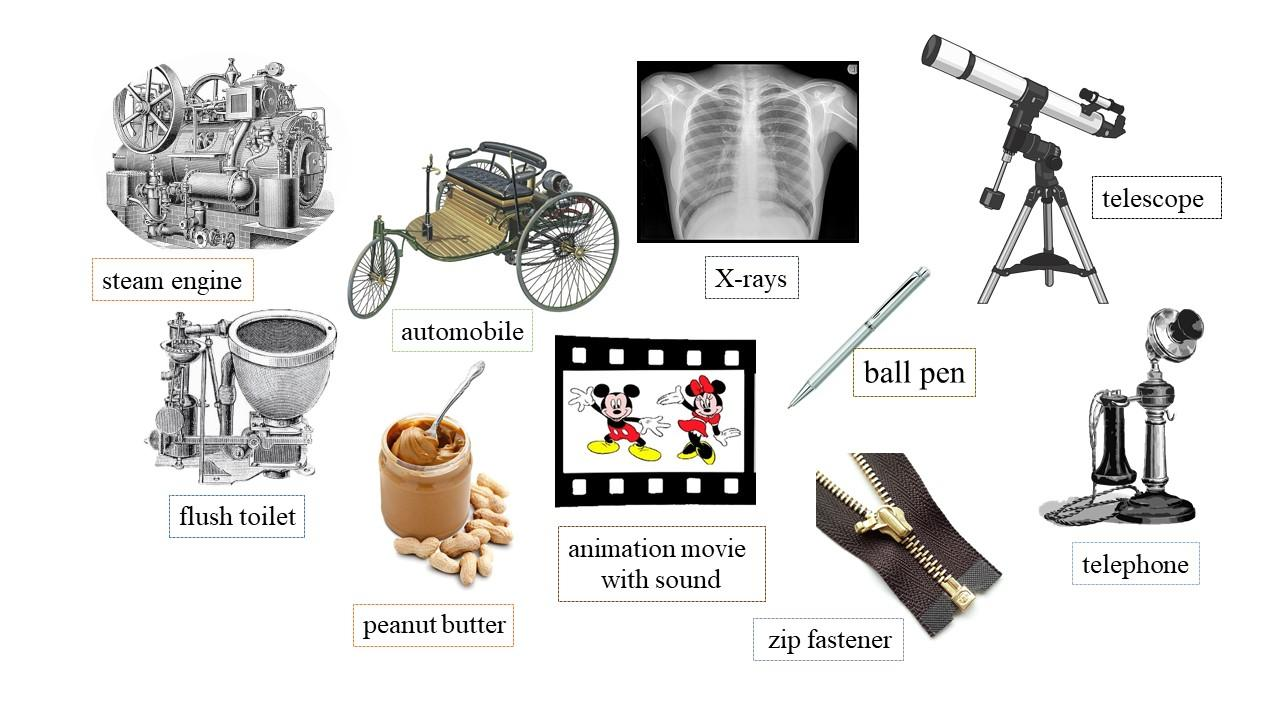 steam engine
automobile
X-rays
telescope
flush toilet
peanut butter
animation movie
with sound
ball pen
zip fastener
telephone